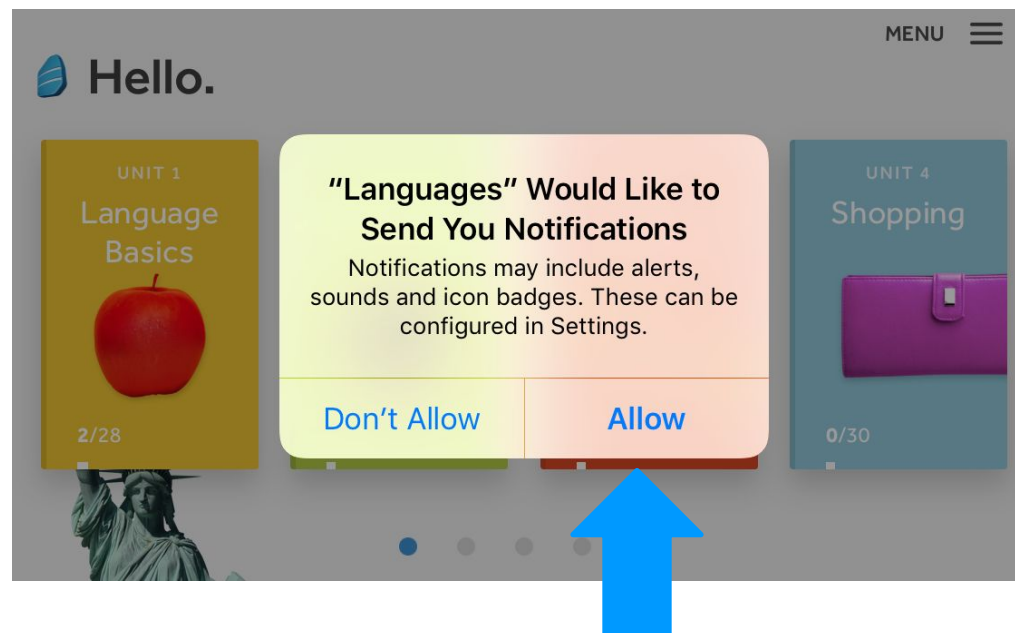 MENU
Hello.
UNIT 1
Language
Basics
2/28
“Languages” Would Like to
Send You Notifications
Notifications may include alerts,
sounds and icon badges. These can be
configured in Settings.
Don’t Allow
Allow
UNIT 4
Shopping
0/30